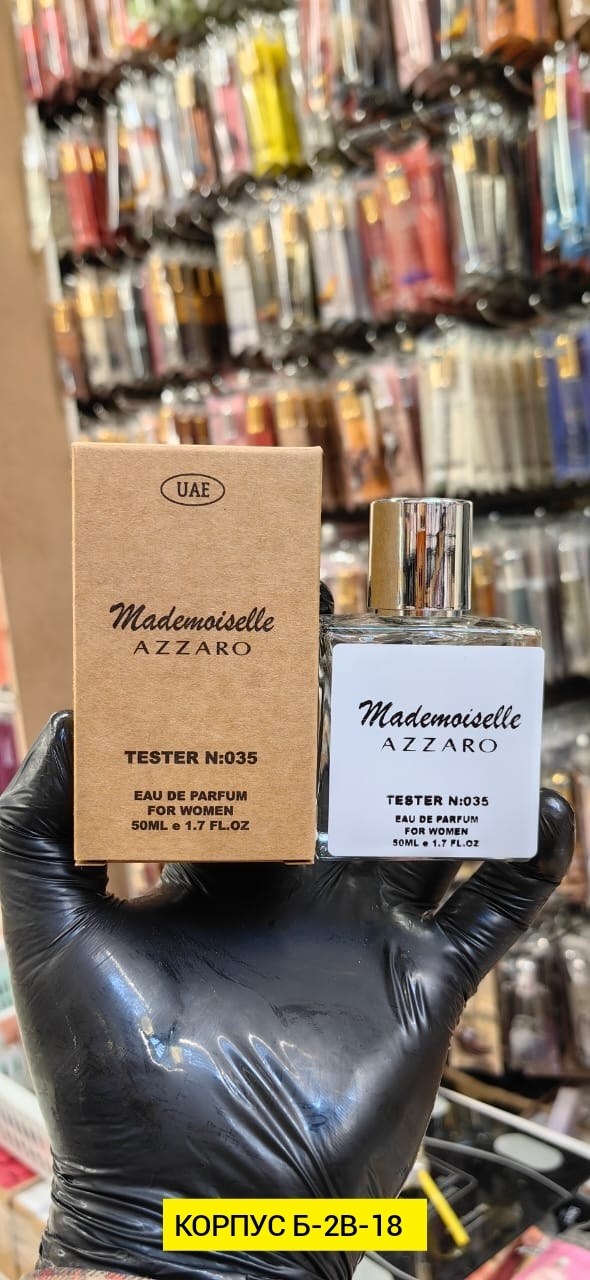 UAE
Mademoiselle
AZZARO
TESTER N:035
EAU DE PARFUM
FOR WOMEN
50ML e 1.7 FL.OZ
Mademoiselle
AZZARO
TESTER N:035
EAU DE PARFUM
FOR WOMEN
50ML e 1.7 FL.OZ
КОРПУС Б-2В-18